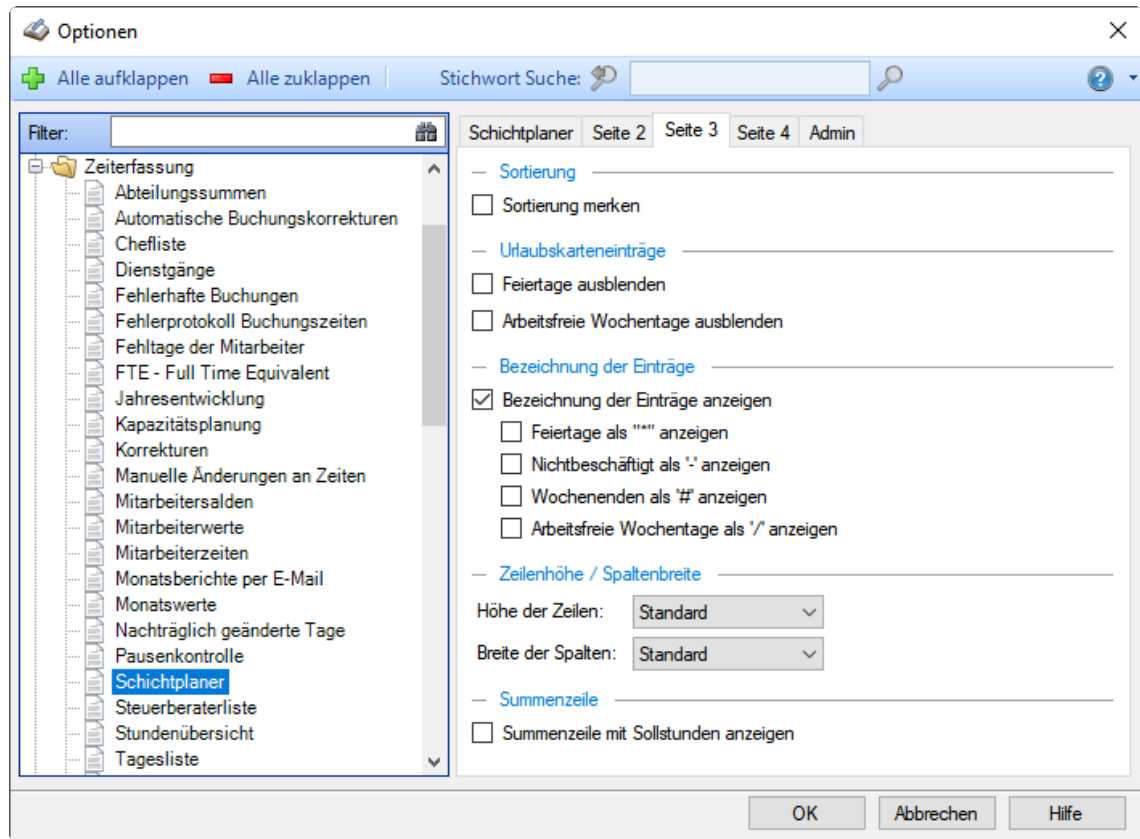 Optionen
Alle aufklappen Alle zuklappen Stichwort Suche:
Filter:
Zeiterfassung
Abteilungssummen
Automatische Buchungskorrekturen
Chefliste
Dienstgänge
Fehlerhafte Buchungen
Fehlerprotokoll Buchungszeiten
Fehltage der Mitarbeiter
FTE - Full Time Equivalent
Jahresentwicklung
Kapazitätsplanung
Korrekturen
Manuelle Änderungen an Zeiten
Mitarbeitersalden
Mitarbeiterwerte
Mitarbeiterzeiten
Monatsberichte per E-Mail
Monatswerte
Nachträglich geänderte Tage
Pausenkontrolle
Schichtplaner
Steuerberaterliste
Stundenübersicht
Tagesliste
Schichtplaner Seite 2 Seite 3 Seite 4 Admin
Sortierung
Sortierung merken
Urlaubskarteneinträge
Feiertage ausblenden
Arbeitsfreie Wochentage ausblenden
Bezeichnung der Einträge
Bezeichnung der Einträge anzeigen
Feiertage als "*" anzeigen
Nichtbeschäftigt als '-' anzeigen
Wochenenden als '#' anzeigen
Arbeitsfreie Wochentage als '/' anzeigen
Zeilenhöhe / Spaltenbreite
Höhe der Zeilen: Standard
Breite der Spalten: Standard
Summenzeile
Summenzeile mit Sollstunden anzeigen
OK Abbrechen Hilfe